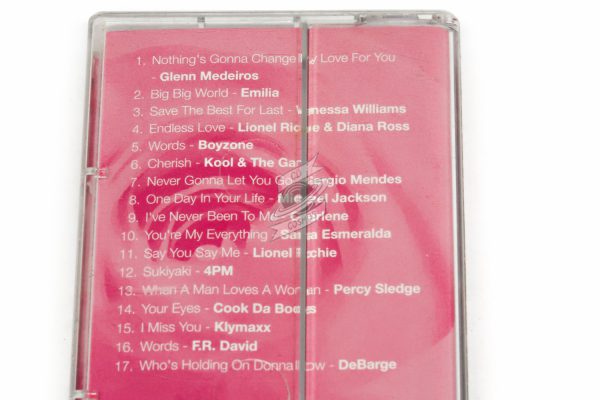 1. Nothing's Gonna Change My Love For You
- Glenn Medeiros
2. Big Big World - Emilia
3. Save The Best For Last - Vanessa Williams
4. Endless Love - Lionel Richie & Diana Ross
5. Words - Boyzone
6. Cherish - Kool & The Gang
7. Never Gonna Let You Go - Sergio Mendes
8. One Day In Your Life - Michael Jackson
9. I've Never Been To Me - Charlene
10. You're My Everything - Santa Esmeralda
11. Say You Say Me - Lionel Richie
12. Sukiyaki - 4PM
13. When A Man Loves A Woman - Percy Sledge
14. Your Eyes - Cook Da Books
15. I Miss You - Klymaxx
16. Words - F.R. David
17. Who's Holding On Donna Now - DeBarge